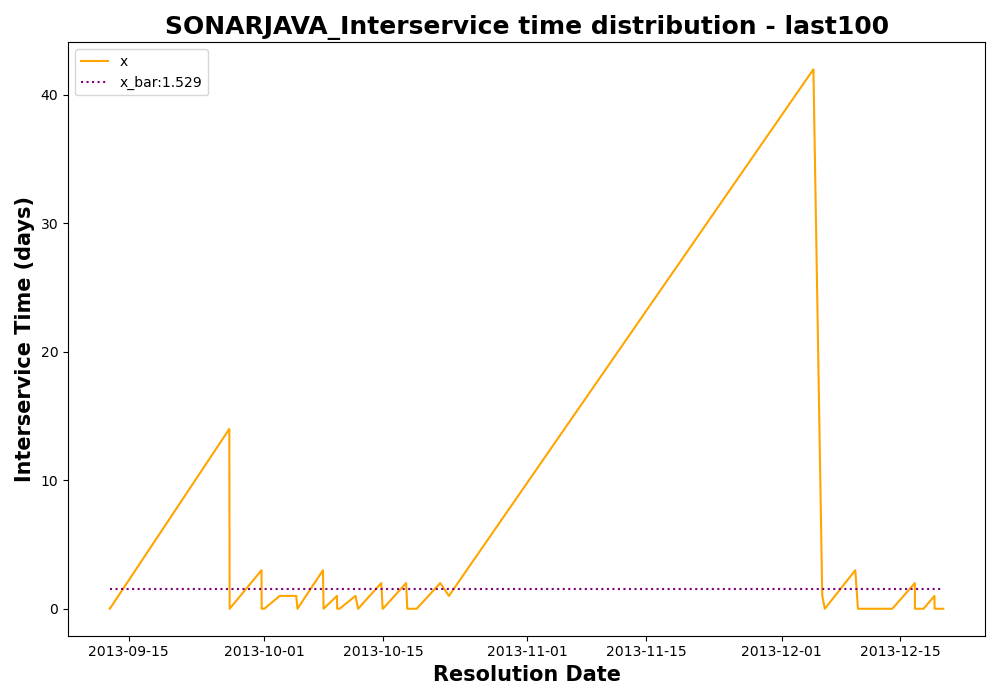 SONARJAVA_Interservice time distribution - last100
x
x_bar:1.529
Interservice Time (days)
40
30
20
10
0
2013-09-15
2013-10-01
2013-10-15
2013-11-01
2013-11-15
2013-12-01
2013-12-15
Resolution Date